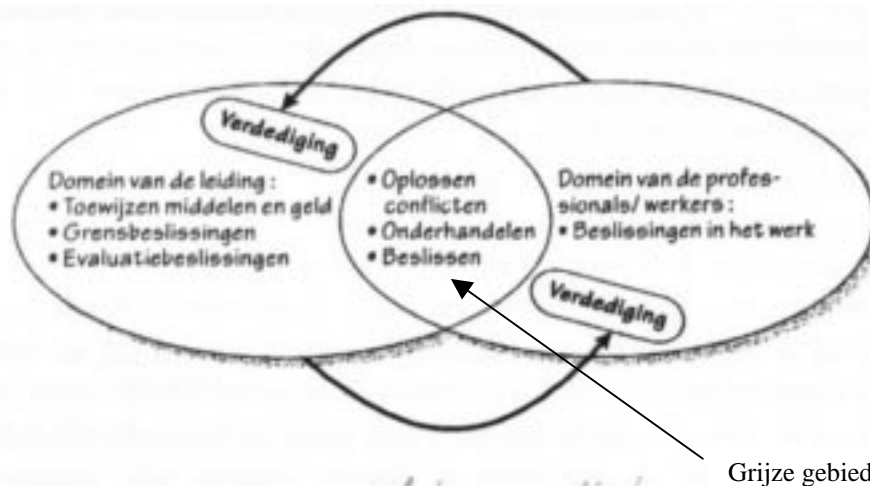 Verdediging
Domein van de leiding :
• Toewijzen middelen en geld
• Grensbeslissingen
• Evaluatiebeslissingen
• Oplossen
conflicten
• Onderhandelen
• Beslissen
Domein van de profes-
sionals/ werkers :
• Beslissingen in het werk
Verdediging
Grijze gebied